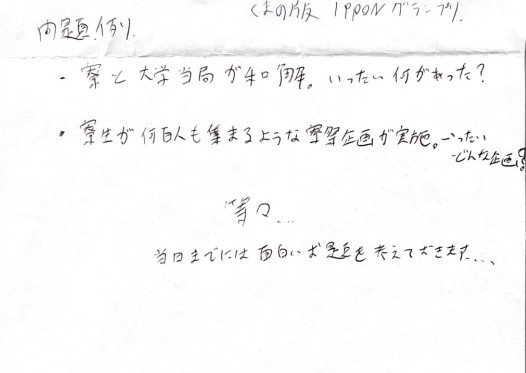 くまの版 IPPONグランプリ
内題例
・寮と大学当局が和解。いったい何があった?
・寮生が何百人も集まるような寮祭企画が実施。いったい
どんな企画?
等々...
当日までには面白いお題を考えておきます...